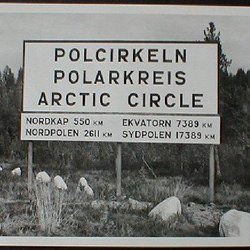 POLCIRKELN
POLARKREIS
ARCTIC CIRCLE
NORDKAP 550 KM EKVATORN 7389 KM
NORDPOLEN 2611 KM SYDPOLEN 17389 KM